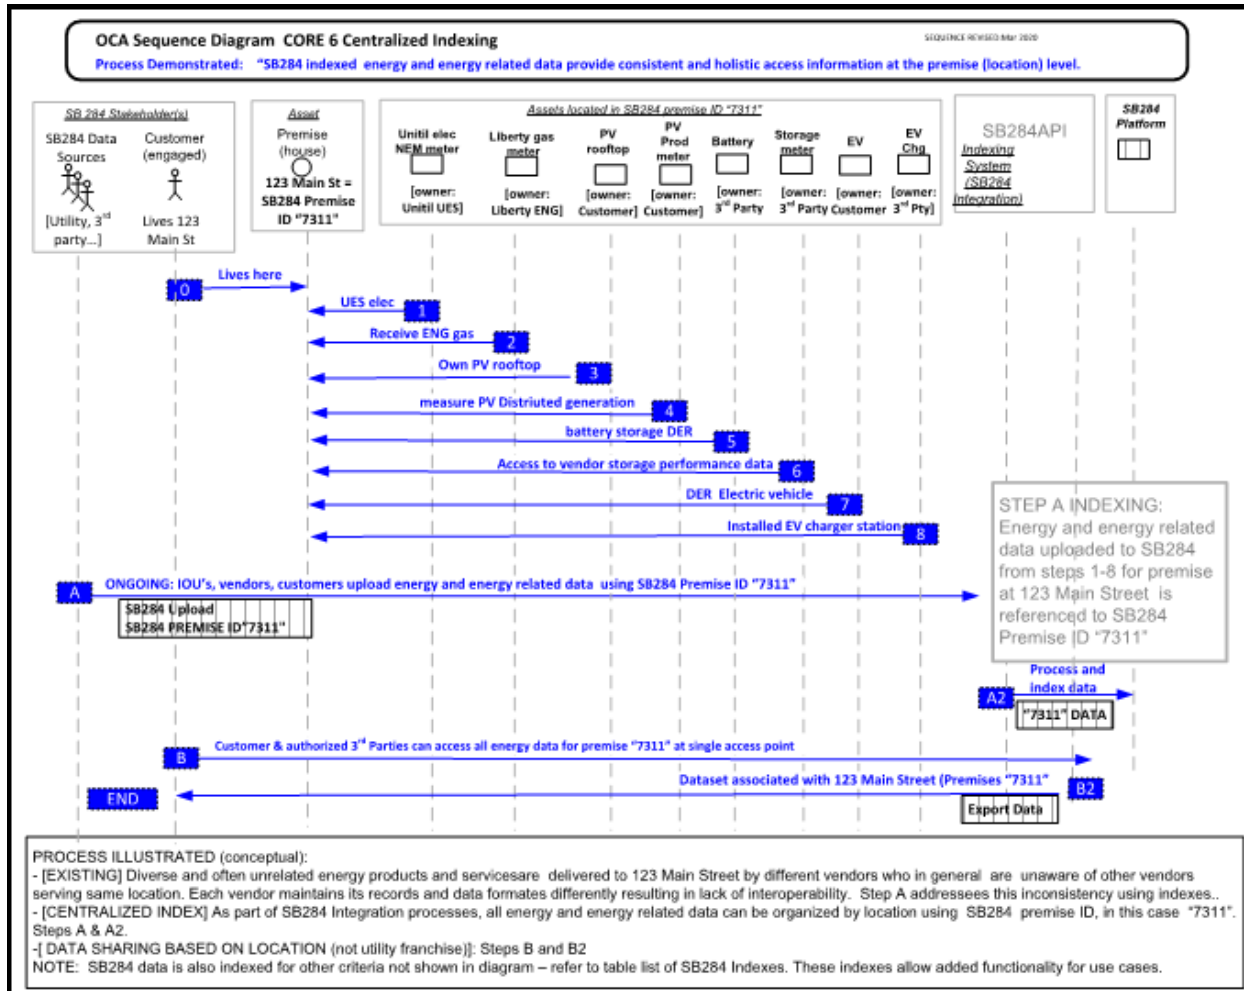 OCA Sequence Diagram  CORE 6 Centralized Indexing
SEQUENCE REVISED Mar 2020
Process Demonstrated:   “SB284 indexed  energy and energy related data provide consistent and holistic access information at the premise (location) level.
SB 284 Stakeholder(s)
SB284 Data
Sources
[Utility, 3rd
party...]
Customer
(engaged)
Lives 123
Main St
Asset
Premise
(house)
123 Main St =
SB284 Premise
ID “7311”
Assets located in SB284 premise ID “7311”
Unitil elec
NEM meter
[owner:
Unitil UES]
Liberty gas
meter
[owner:
Liberty ENG]
PV
rooftop
[owner:
Customer]
PV
Prod
meter
[owner:
Customer]
Battery
[owner:
3rd Party
Storage
meter
[owner:
3rd Party
EV
[owner:
Customer
EV
Chg
[owner:
3rd Pty]
SB284API
Indexing
System
(SB284
Integration)
SB284
Platform
0
Lives here
UES elec
1
Receive ENG gas
2
Own PV rooftop
3
measure PV Distriuted generation
4
battery storage DER
5
Access to vendor storage performance data
6
DER  Electric vehicle
7
Installed EV charger station
8
STEP A INDEXING:
Energy and energy related
data uploaded to SB284
from steps 1-8 for premise
at 123 Main Street  is
referenced to SB284
Premise ID “7311”
A
ONGOING: IOU's, vendors, customers upload energy and energy related data  using SB284 Premise ID “7311”
SB284 Upload
SB284 PREMISE ID“7311”
Process and
index data
A2
“7311” DATA
B
Customer & authorized 3rd Parties can access all energy data for premise “7311” at single access point
Dataset associated with 123 Main Street (Premises “7311”
B2
END
Export Data
PROCESS ILLUSTRATED (conceptual):
- [EXISTING] Diverse and often unrelated energy products and servicesare  delivered to 123 Main Street by different vendors who in general  are  unaware of other vendors
serving same location. Each vendor maintains its records and data formates differently resulting in lack of interoperability.  Step A addressees this inconsistency using indexes..
- [CENTRALIZED INDEX] As part of SB284 Integration processes, all energy and energy related data can be organized by location using  SB284  premise ID, in this case  “7311”.
Steps A & A2.
-[ DATA SHARING BASED ON LOCATION (not utility franchise)]: Steps B and B2
NOTE:  SB284 data is also indexed for other criteria not shown in diagram – refer to table list of SB284 Indexes. These indexes allow added functionality for use cases.